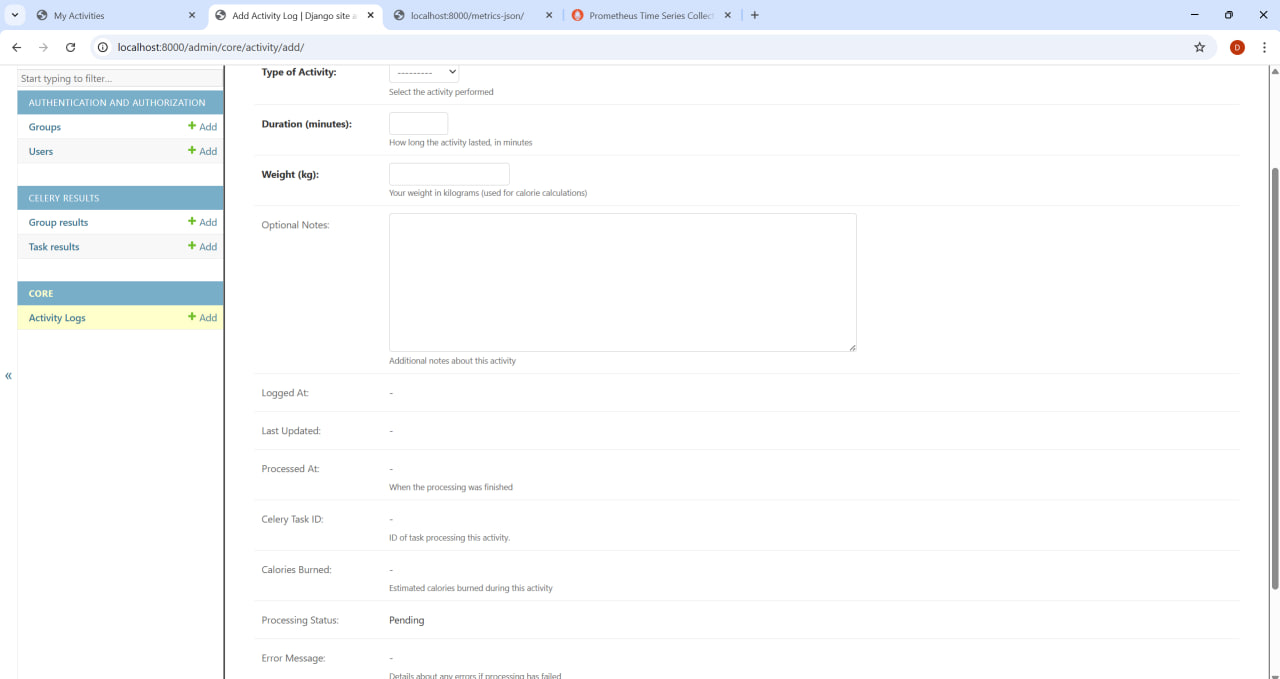 My Activities
Add Activity Log | Django site a
localhost:8000/metrics-json/
Prometheus Time Series Collect
localhost:8000/admin/core/activity/add/
D
Start typing to filter...
AUTHENTICATION AND AUTHORIZATION
Groups + Add
Users + Add
CELERY RESULTS
Group results + Add
Task results + Add
CORE
Activity Logs + Add
«
Type of Activity: ---------
Select the activity performed
Duration (minutes):
How long the activity lasted, in minutes
Weight (kg):
Your weight in kilograms (used for calorie calculations)
Optional Notes:
Additional notes about this activity
Logged At: -
Last Updated: -
Processed At: -
When the processing was finished
Celery Task ID: -
ID of task processing this activity.
Calories Burned: -
Estimated calories burned during this activity
Processing Status: Pending
Error Message: -
Details about any errors if processing has failed